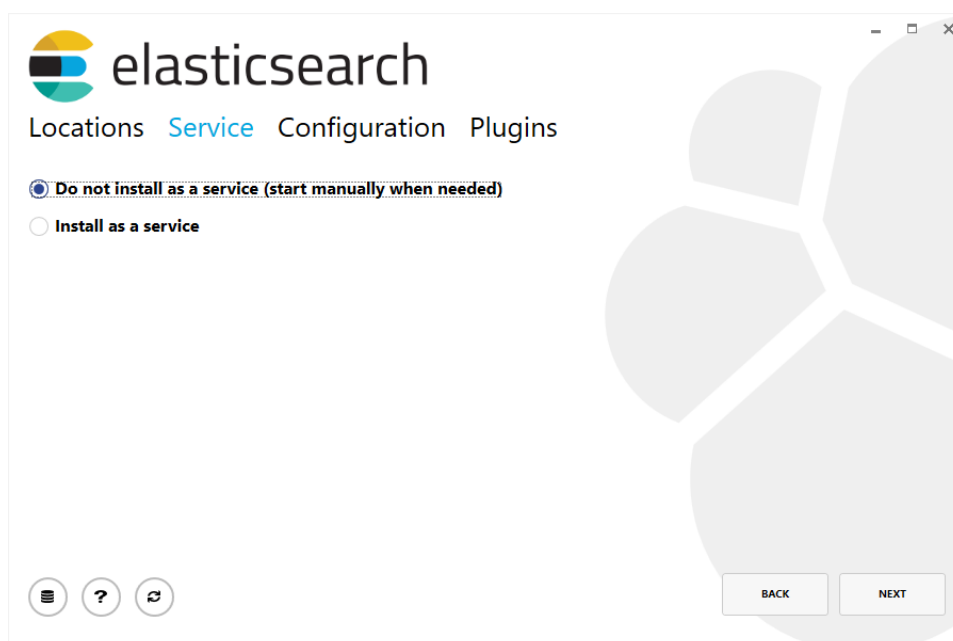 elasticsearch
Locations Service Configuration Plugins
Do not install as a service (start manually when needed)
Install as a service
? BACK NEXT